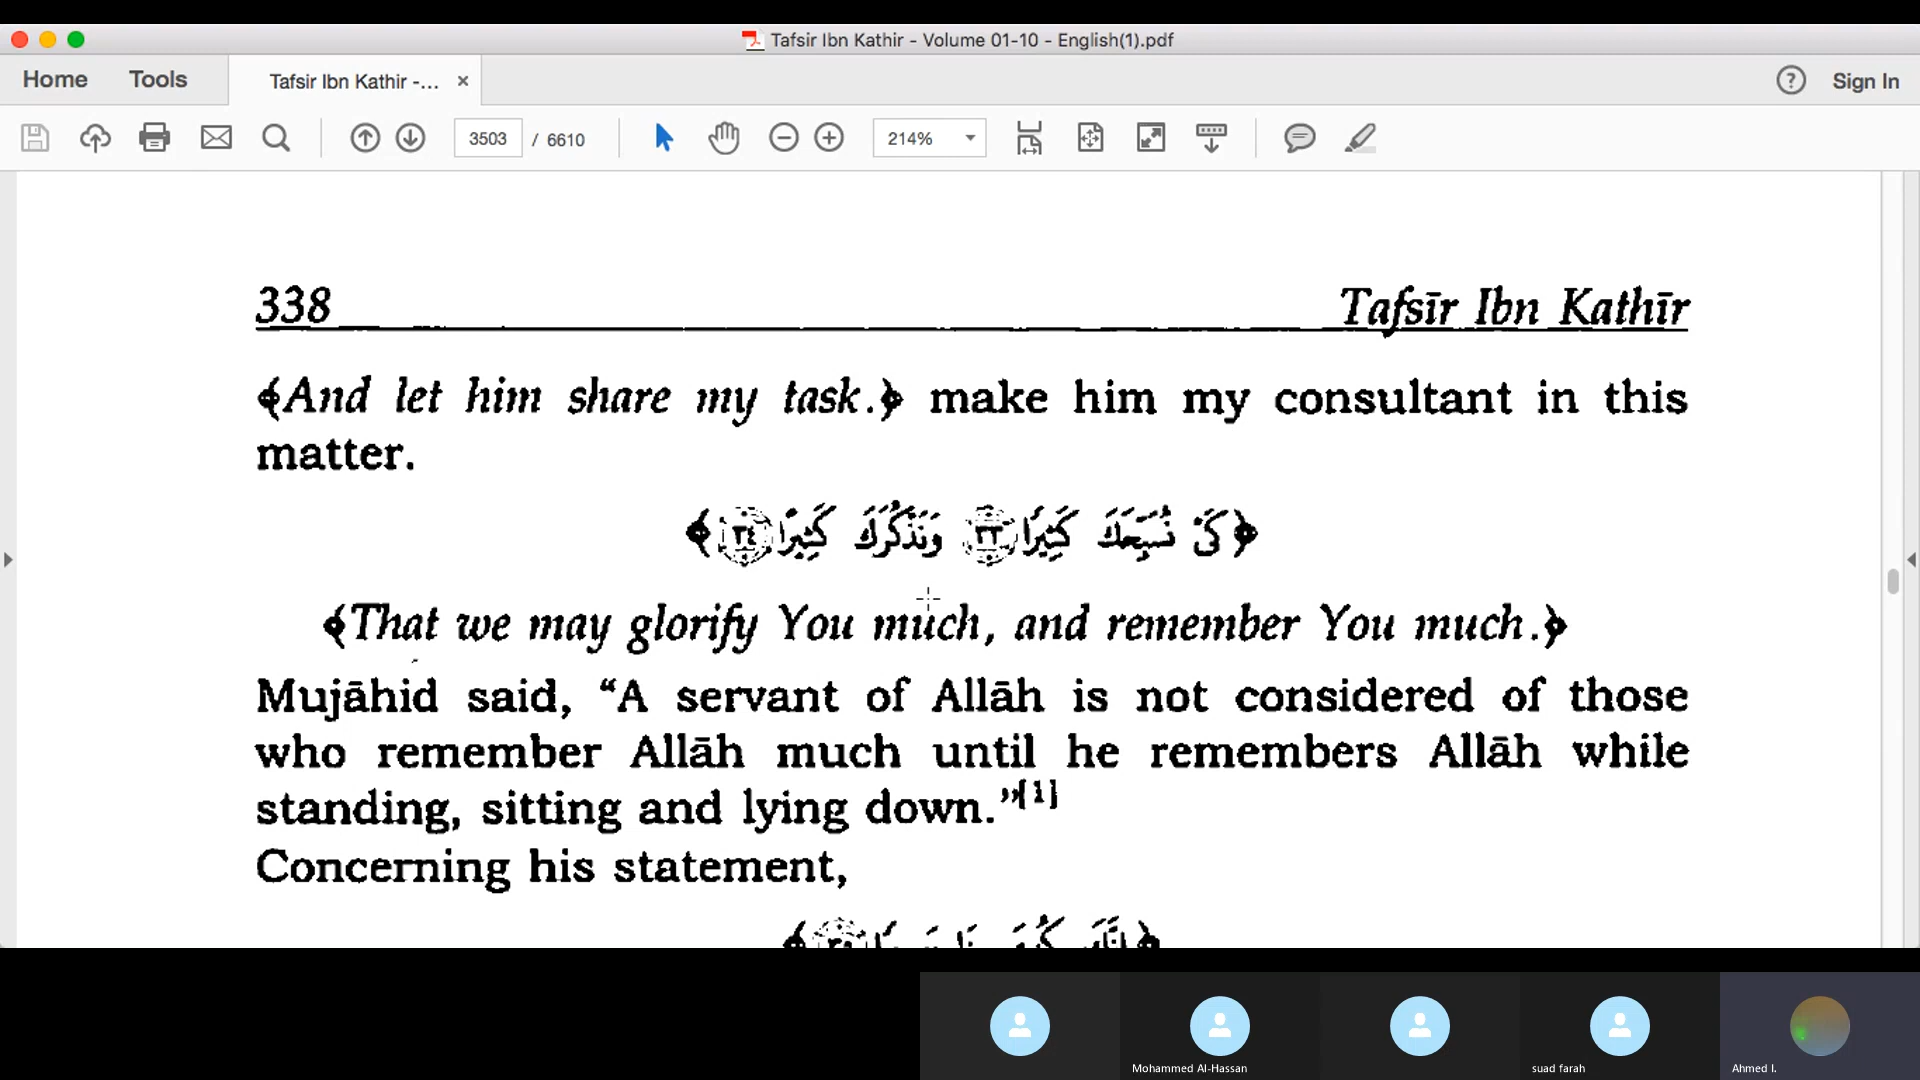 Tafsir Ibn Kathir - Volume 01-10 - English(1).pdf
Home Tools Tafsir Ibn Kathir -... × ? Sign In
3503 / 6610 214%
338 Tafsīr Ibn Kathīr
﴾And let him share my task.﴿ make him my consultant in this
matter.
﴿كَىْ نُسَبِّحَكَ كَثِيرًا ٣٣ وَنَذْكُرَكَ كَثِيرًا ٣٤﴾
﴾That we may glorify You much, and remember You much.﴿
Mujāhid said, “A servant of Allāh is not considered of those
who remember Allāh much until he remembers Allāh while
standing, sitting and lying down.”[1]
Concerning his statement,
Mohammed Al-Hassan
suad farah
Ahmed I.